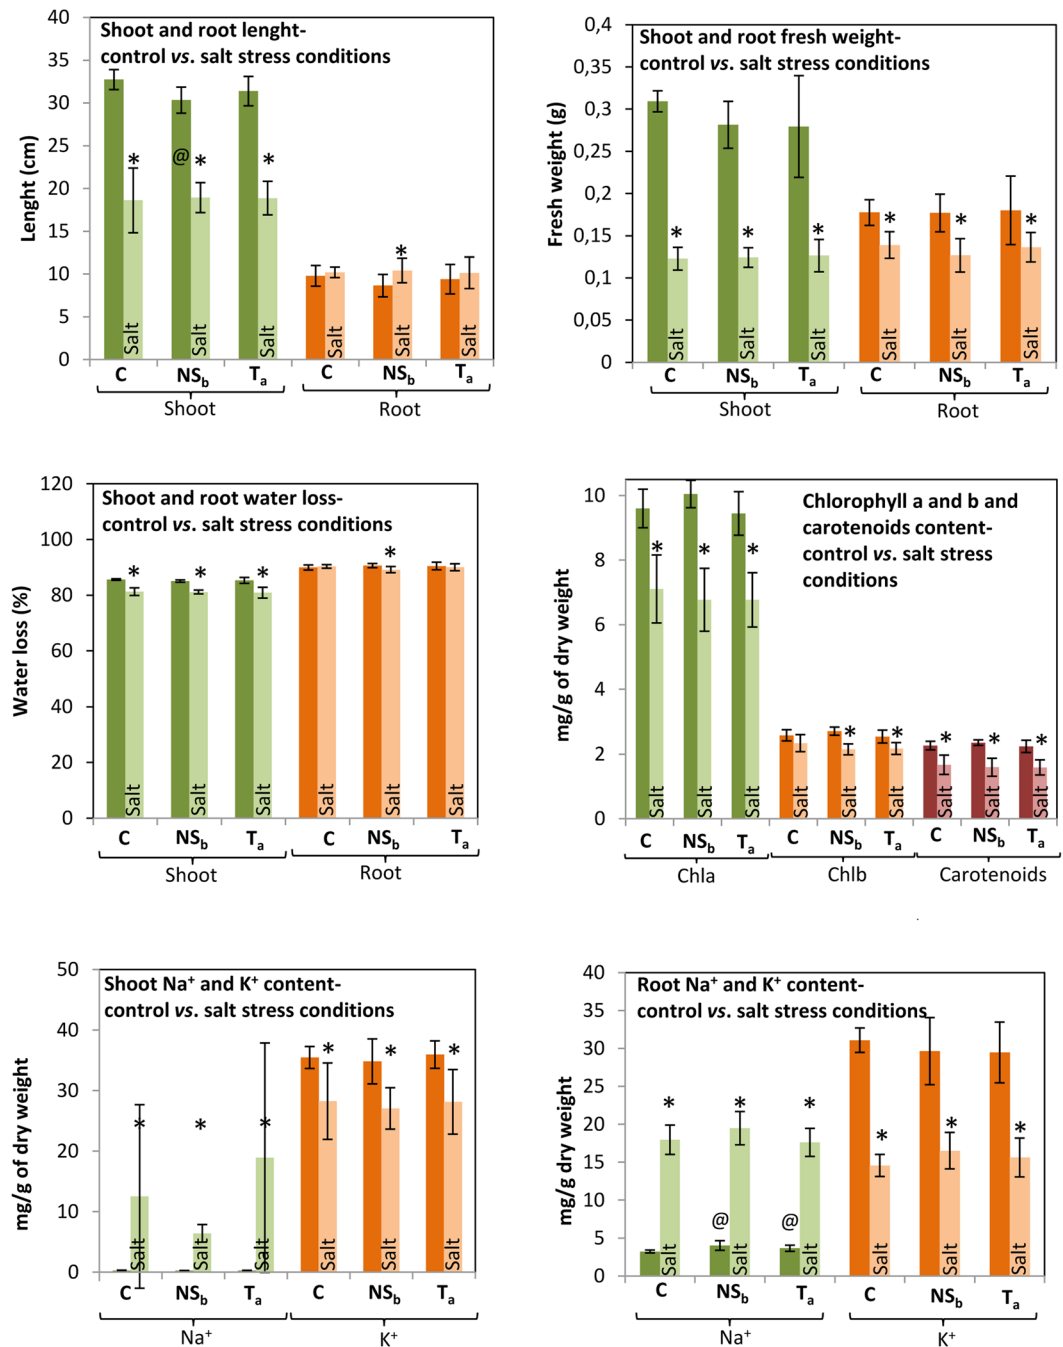 Shoot and root lenght-
control vs. salt stress conditions
Lenght (cm)
40
35
30
25
20
15
10
5
0
@
*
*
*
*
Salt
Salt
Salt
Salt
Salt
Salt
C
NSb
Ta
C
NSb
Ta
Shoot
Root
Shoot and root fresh weight-
control vs. salt stress conditions
Fresh weight (g)
0,4
0,35
0,3
0,25
0,2
0,15
0,1
0,05
0
*
*
*
*
*
*
Salt
Salt
Salt
Salt
Salt
Salt
C
NSb
Ta
C
NSb
Ta
Shoot
Root
Shoot and root water loss-
control vs. salt stress conditions
Water loss (%)
120
100
80
60
40
20
0
*
*
*
*
Salt
Salt
Salt
Salt
Salt
Salt
C
NSb
Ta
C
NSb
Ta
Shoot
Root
Chlorophyll a and b and
carotenoids content-
control vs. salt stress
conditions
mg/g of dry weight
10
8
6
4
2
0
*
*
*
*
*
*
*
*
Salt
Salt
Salt
Salt
Salt
Salt
Salt
Salt
Salt
C
NSb
Ta
C
NSb
Ta
C
NSb
Ta
Chla
Chlb
Carotenoids
Shoot Na⁺ and K⁺ content-
control vs. salt stress conditions
mg/g of dry weight
50
40
30
20
10
0
*
*
*
*
*
*
Salt
Salt
Salt
Salt
Salt
Salt
C
NSb
Ta
C
NSb
Ta
Na⁺
K⁺
Root Na⁺ and K⁺ content-
control vs. salt stress conditions
mg/g dry weight
40
35
30
25
20
15
10
5
0
*
*
*
@
@
*
*
*
Salt
Salt
Salt
Salt
Salt
Salt
C
NSb
Ta
C
NSb
Ta
Na⁺
K⁺